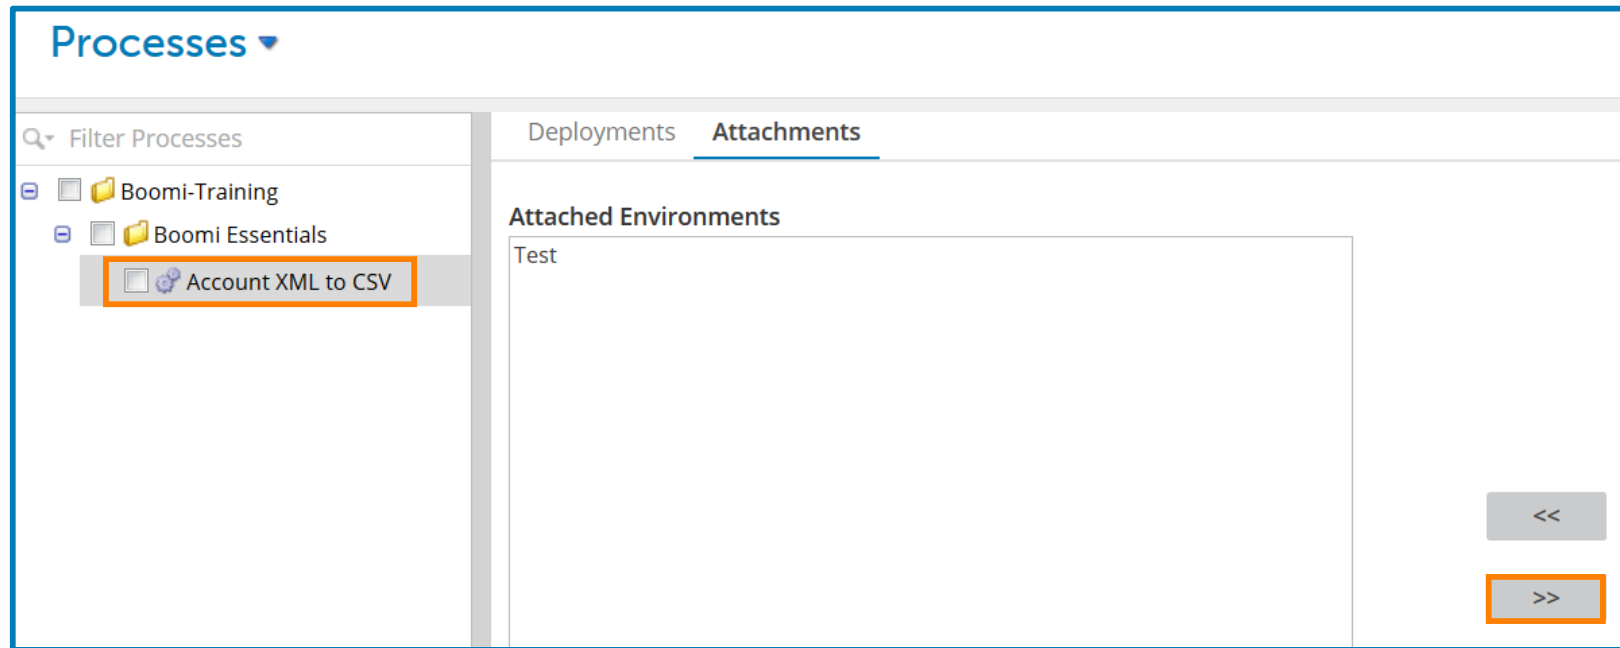 Processes
Filter Processes
Deployments Attachments
Boomi-Training
Boomi Essentials
Account XML to CSV
Attached Environments
Test
<<
>>